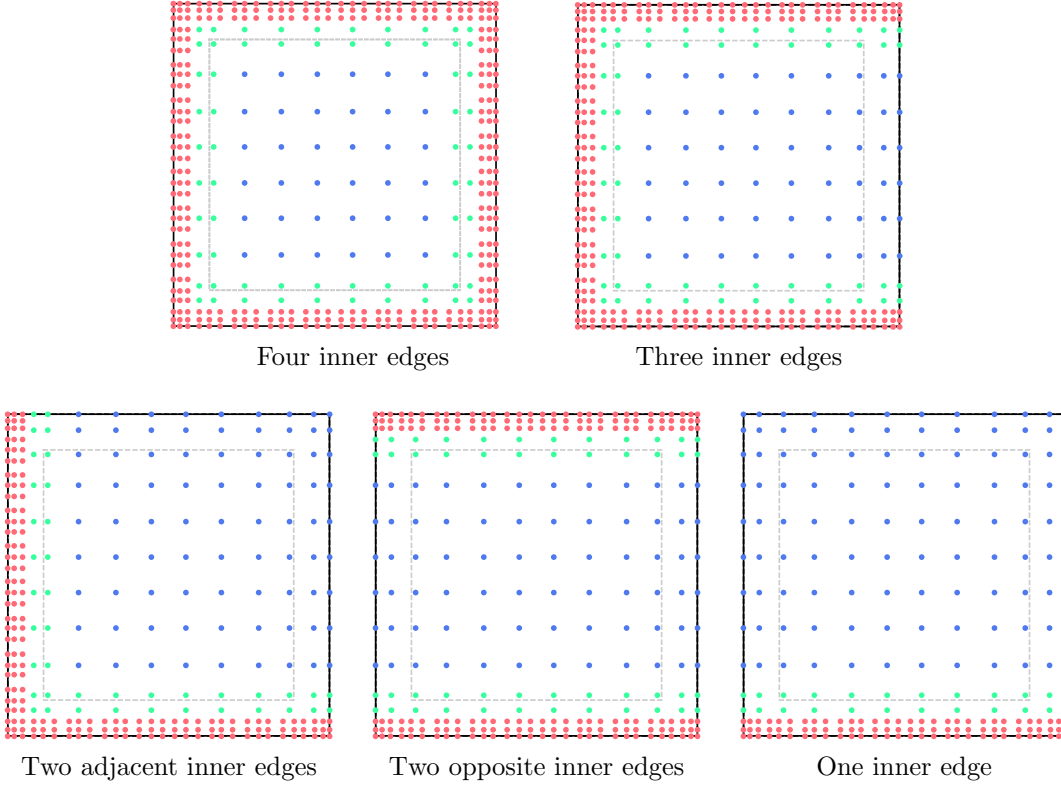 Four inner edges
Three inner edges
Two adjacent inner edges
Two opposite inner edges
One inner edge